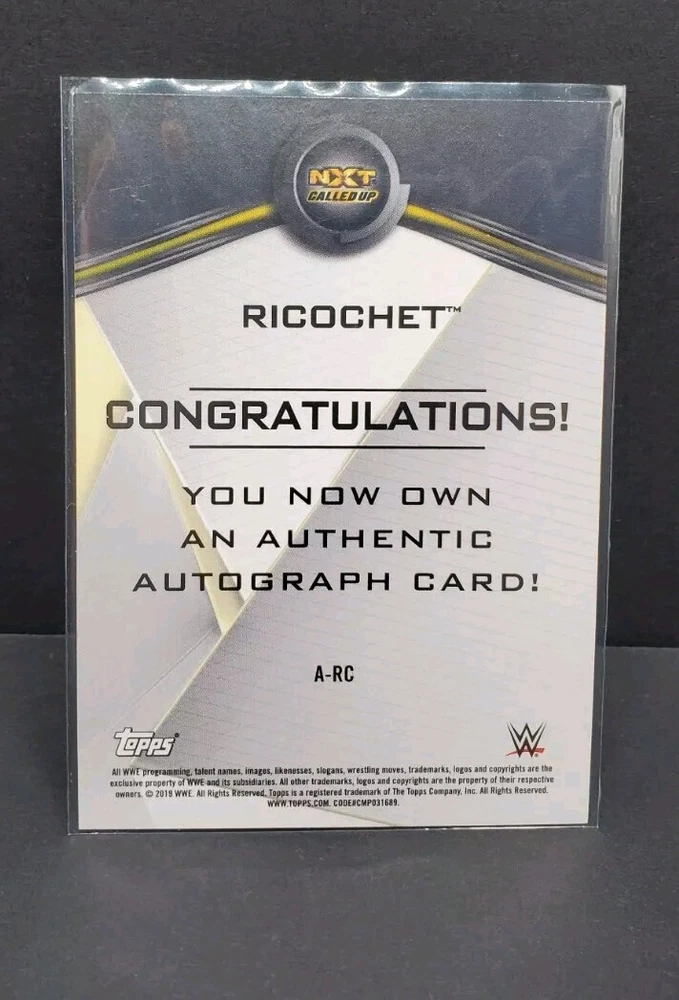 NXT
CALLED UP
RICOCHET™
CONGRATULATIONS!
YOU NOW OWN
AN AUTHENTIC
AUTOGRAPH CARD!
A-RC
Topps®
W
All WWE programming, talent names, images, likenesses, slogans, wrestling moves, trademarks, logos and copyrights are the
exclusive property of WWE and its subsidiaries. All other trademarks, logos and copyrights are the property of their respective
owners. © 2019 WWE. All Rights Reserved. Topps is a registered trademark of The Topps Company, Inc. All Rights Reserved.
WWW.TOPPS.COM. CODE#CMP031689.